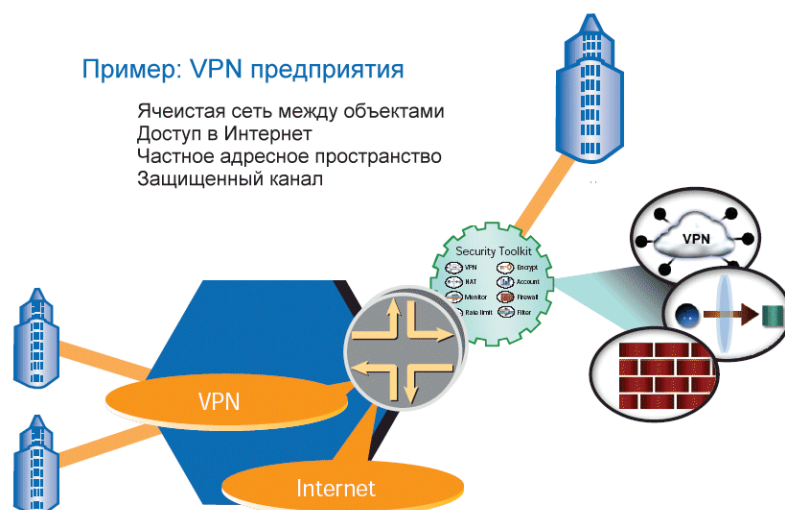 Пример: VPN предприятия
Ячеистая сеть между объектами
Доступ в Интернет
Частное адресное пространство
Защищенный канал
Security Toolkit
VPN
Encrypt
NAT
Account
Monitor
Firewall
Rate limit
Filter
VPN
VPN
Internet